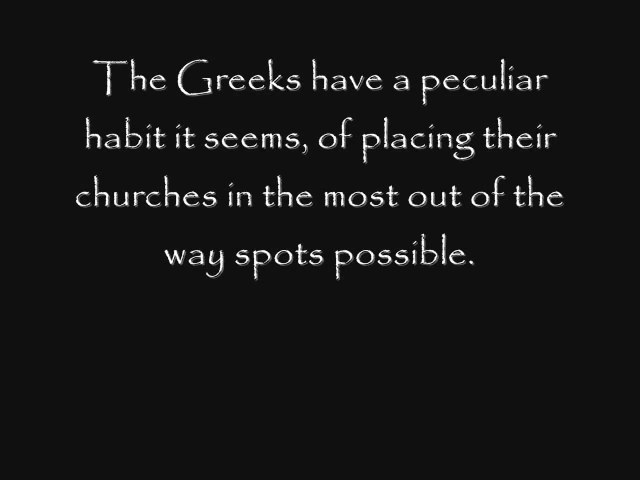 The Greeks have a peculiar
habit it seems, of placing their
churches in the most out of the
way spots possible.